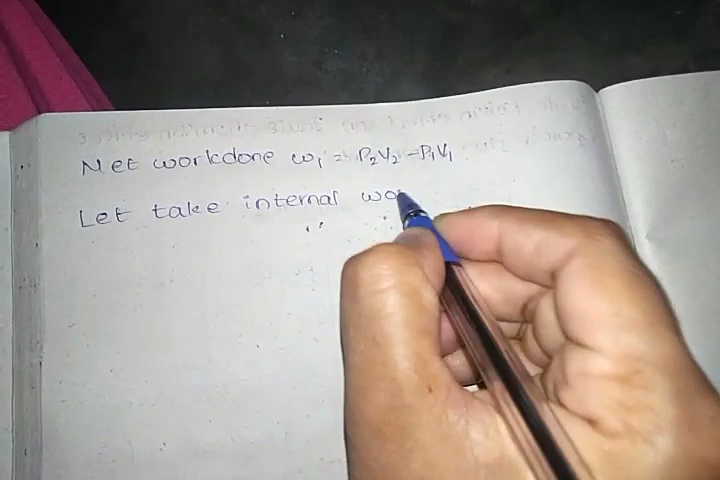 Net workdone w₁ = P₂V₂ - P₁V₁
Let take internal wo